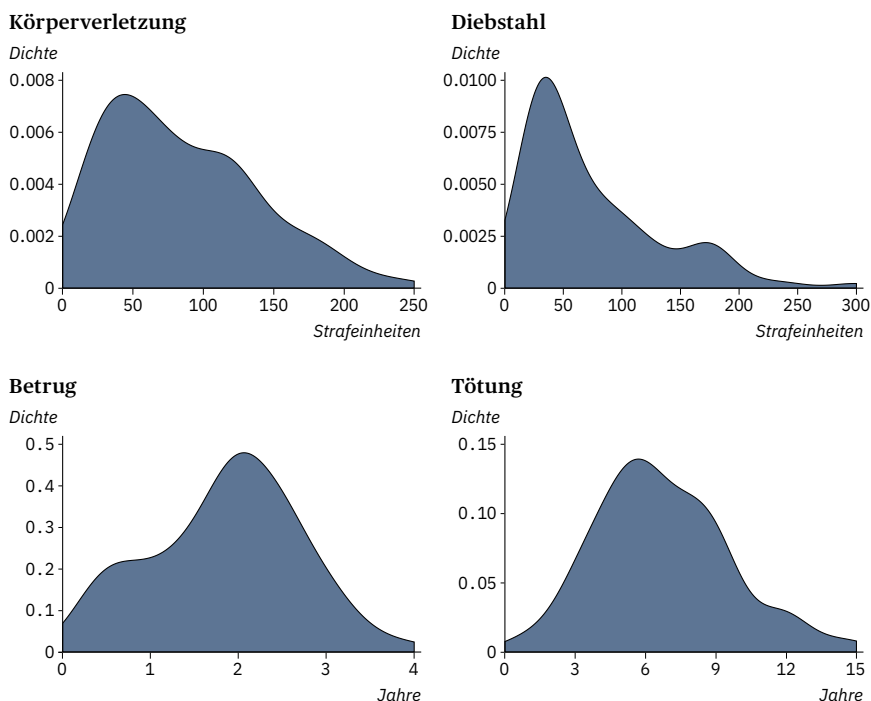 Körperverletzung
Dichte
0.008
0.006
0.004
0.002
0
0 50 100 150 200 250
Strafeinheiten
Diebstahl
Dichte
0.0100
0.0075
0.0050
0.0025
0
0 50 100 150 200 250 300
Strafeinheiten
Betrug
Dichte
0.5
0.4
0.3
0.2
0.1
0
0 1 2 3 4
Jahre
Tötung
Dichte
0.15
0.10
0.05
0
0 3 6 9 12 15
Jahre